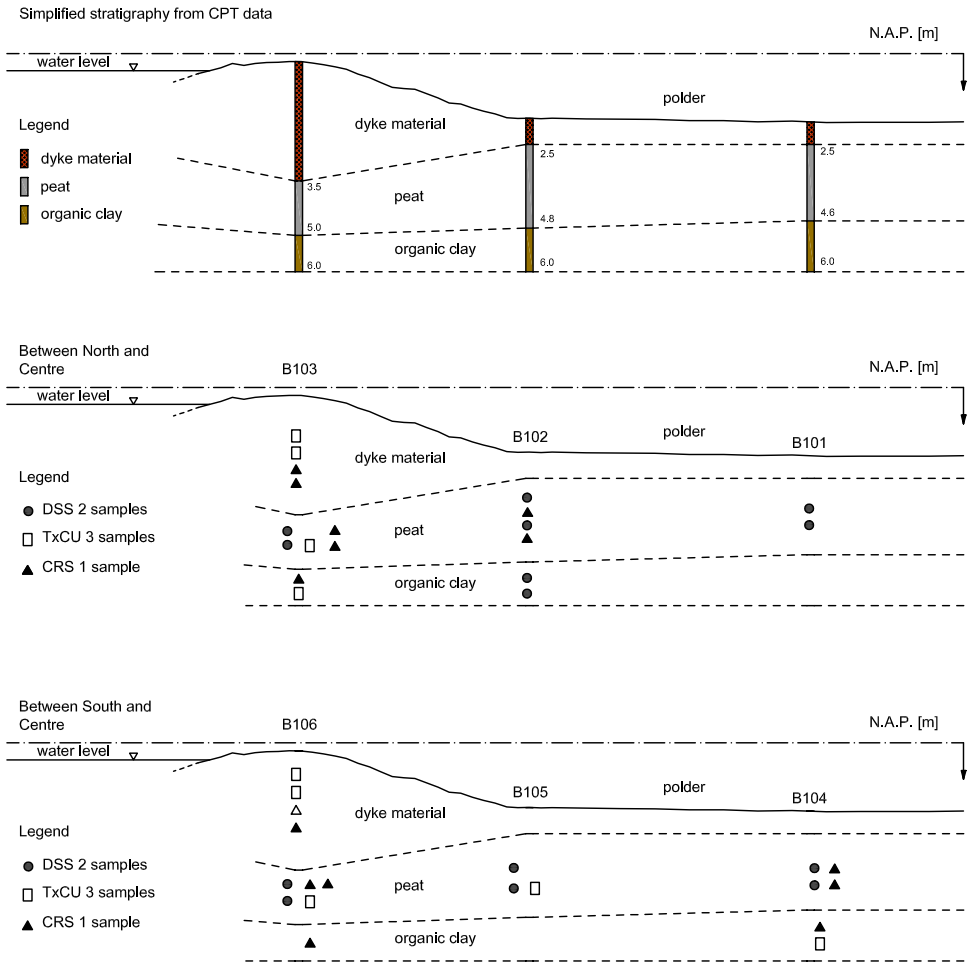 Simplified stratigraphy from CPT data
N.A.P. [m]
water level
polder
dyke material
Legend
dyke material
peat
organic clay
2.5
2.5
3.5
peat
4.8
4.6
5.0
organic clay
6.0
6.0
6.0
Between North and
Centre
B103
N.A.P. [m]
water level
B102
polder
B101
dyke material
Legend
DSS 2 samples
TxCU 3 samples
CRS 1 sample
peat
organic clay
Between South and
Centre
B106
N.A.P. [m]
water level
B105
polder
B104
dyke material
Legend
DSS 2 samples
TxCU 3 samples
CRS 1 sample
peat
organic clay